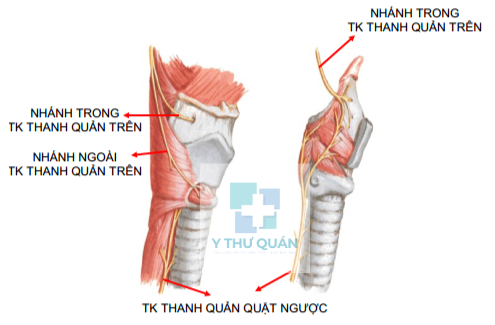 NHÁNH TRONG
TK THANH QUẢN TRÊN
NHÁNH TRONG
TK THANH QUẢN TRÊN
NHÁNH NGOÀI
TK THANH QUẢN TRÊN
Y THƯ QUÁN
TK THANH QUẢN QUẶT NGƯỢC